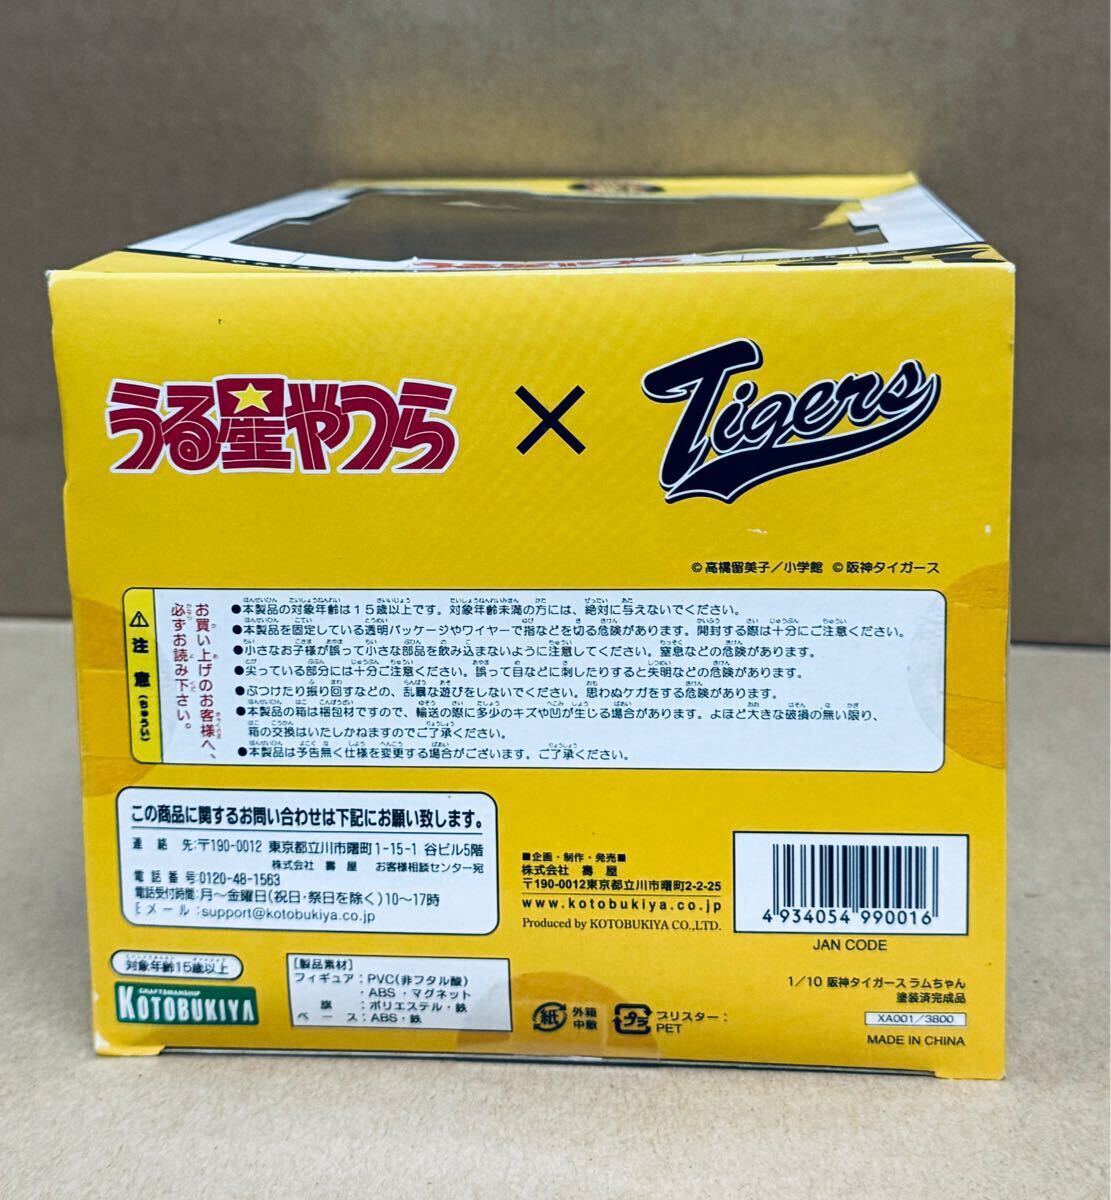 うる星やつら × Tigers
©高橋留美子／小学館 ©阪神タイガース
⚠注意(ちゅうい)
お買い上げのお客様へ、
必ずお読み下さい。
●本製品の対象年齢は15歳以上です。対象年齢未満の方には、絶対に与えないでください。
●本製品を固定している透明パッケージやワイヤーで指などを切る危険があります。開封する際は十分にご注意ください。
●小さなお子様が誤って小さな部品を飲み込まないように注意してください。窒息などの危険があります。
●尖っている部分には十分ご注意ください。誤って目などに刺したりすると失明などの危険があります。
●ぶつけたり振り回すなどの、乱暴な遊びをしないでください。思わぬケガをする危険があります。
●本製品の箱は梱包材ですので、輸送の際に多少のキズや凹が生じる場合があります。よほど大きな破損の無い限り、
箱の交換はいたしかねますのでご了承ください。
●本製品は予告無く仕様を変更する場合がございます。ご了承ください。
この商品に関するお問い合わせは下記にお願い致します。
連絡先:〒190-0012 東京都立川市曙町1-15-1 谷ビル5階
株式会社 壽屋 お客様相談センター宛
電話番号:0120-48-1563
電話受付時間:月～金曜日(祝日・祭日を除く)10～17時
Eメール:support@kotobukiya.co.jp
■企画・制作・発売■
株式会社 壽屋
〒190-0012東京都立川市曙町2-2-25
www.kotobukiya.co.jp
Produced by KOTOBUKIYA CO.,LTD.
4 934054 990016
JAN CODE
対象年齢15歳以上
CRAFTSMANSHIP
KOTOBUKIYA
[製品素材]
フィギュア:PVC(非フタル酸)
・ABS・マグネット
旗:ポリエステル・鉄
ベース:ABS・鉄
紙 外箱
中敷
プラ ブリスター:
PET
1/10 阪神タイガース ラムちゃん
塗装済完成品
XA001/3800
MADE IN CHINA